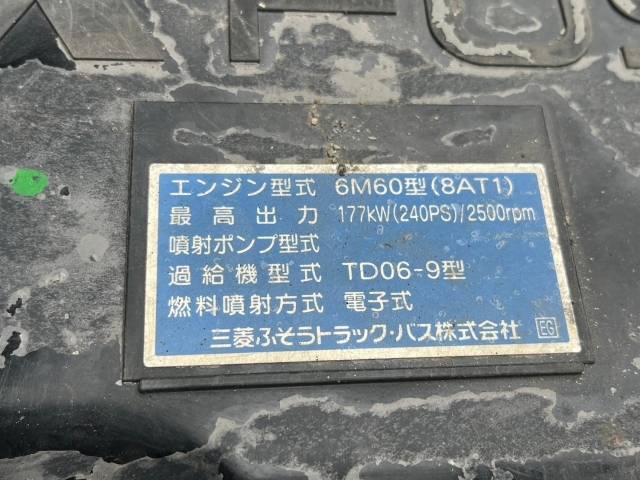 エンジン型式 6M60型(8AT1)
最高出力 177kW(240PS)/2500rpm
噴射ポンプ型式
過給機型式 TD06-9型
燃料噴射方式 電子式
三菱ふそうトラック・バス株式会社 EG